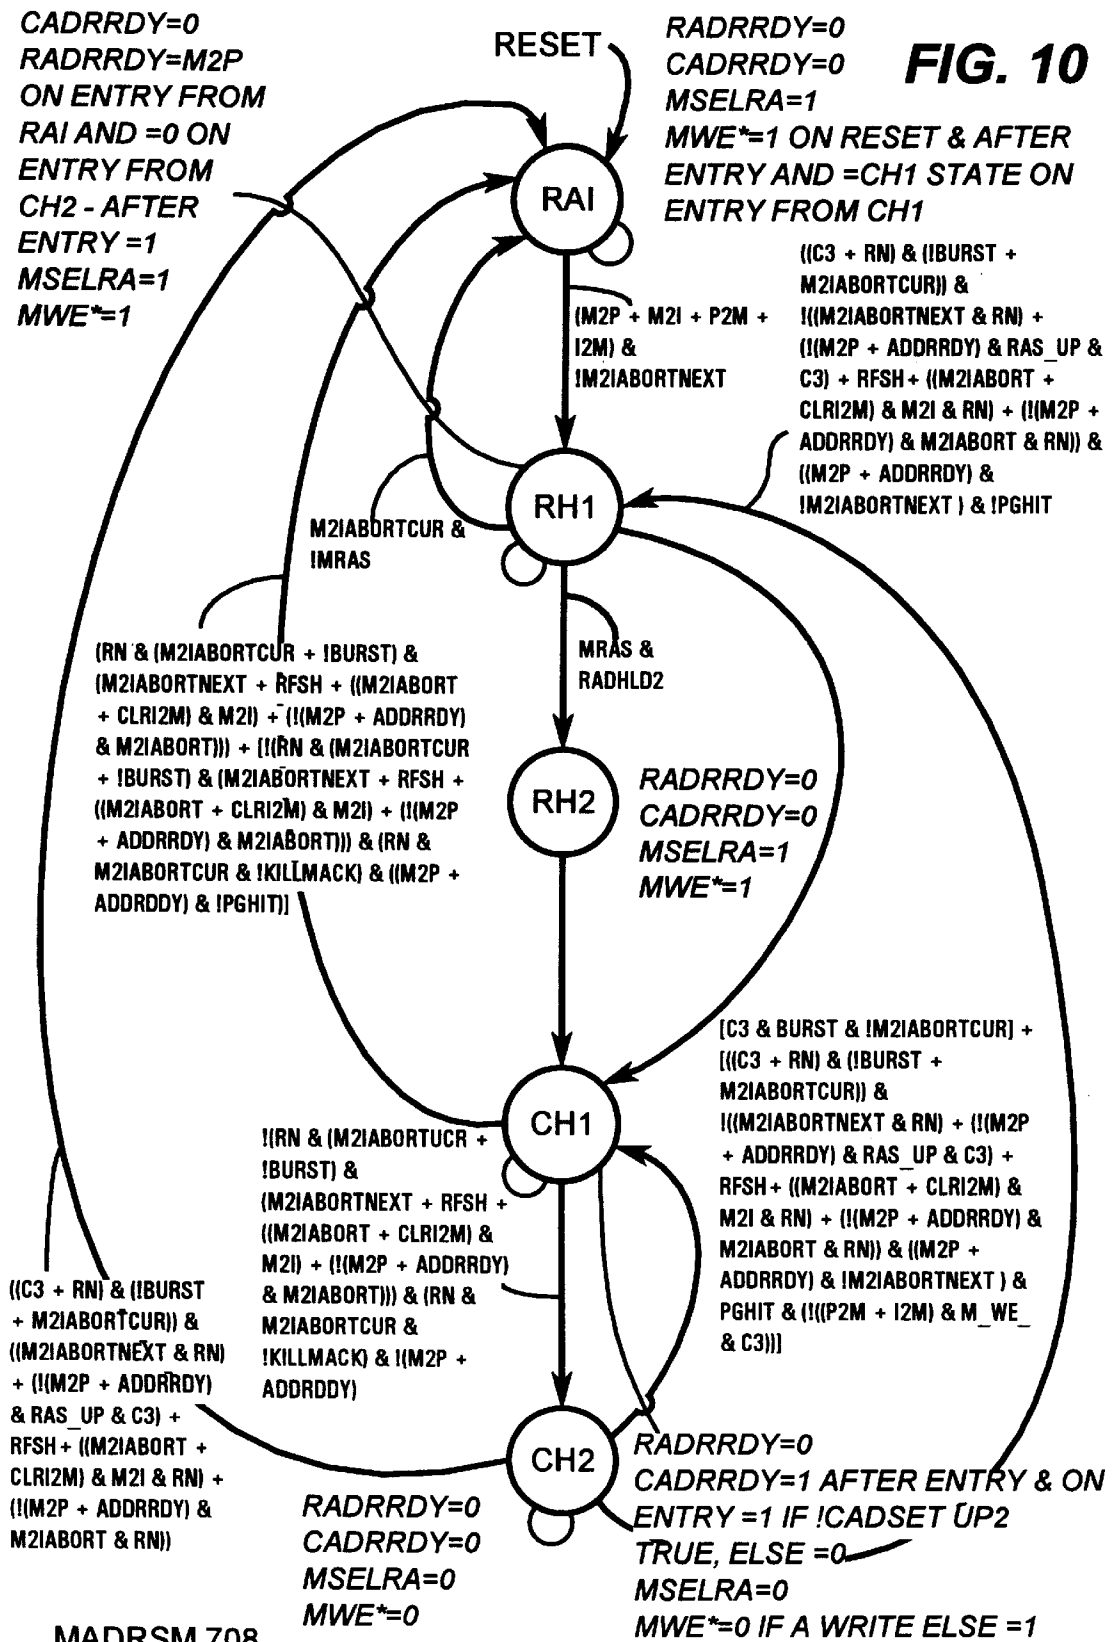 CADRRDY=0
RADRRDY=M2P
ON ENTRY FROM
RAI AND =0 ON
ENTRY FROM
CH2 - AFTER
ENTRY =1
MSELRA=1
MWE*=1
RESET
RADRRDY=0
CADRRDY=0
MSELRA=1
MWE*=1 ON RESET & AFTER
ENTRY AND =CH1 STATE ON
ENTRY FROM CH1
FIG. 10
RAI
(M2P + M2I + P2M +
I2M) &
!M2IABORTNEXT
((C3 + RN) & (!BURST +
M2IABORTCUR)) &
!((M2IABORTNEXT & RN) +
(!(M2P + ADDRRDY) & RAS_UP &
C3) + RFSH + ((M2IABORT +
CLRI2M) & M2I & RN) + (!(M2P +
ADDRRDY) & M2IABORT & RN)) &
((M2P + ADDRRDY) &
!M2IABORTNEXT ) & !PGHIT
RH1
M2IABORTCUR &
!MRAS
MRAS &
RADHLD2
(RN & (M2IABORTCUR + !BURST) &
(M2IABORTNEXT + RFSH + ((M2IABORT
+ CLRI2M) & M2I) + (!(M2P + ADDRRDY)
& M2IABORT))) + [!(RN & (M2IABORTCUR
+ !BURST) & (M2IABORTNEXT + RFSH +
((M2IABORT + CLRI2M) & M2I) + (!(M2P
+ ADDRRDY) & M2IABORT))) & (RN &
M2IABORTCUR & !KILLMACK) & ((M2P +
ADDRDDY) & !PGHIT)]
RH2
RADRRDY=0
CADRRDY=0
MSELRA=1
MWE*=1
CH1
!(RN & (M2IABORTUCR +
!BURST) &
(M2IABORTNEXT + RFSH +
((M2IABORT + CLRI2M) &
M2I) + (!(M2P + ADDRRDY)
& M2IABORT))) & (RN &
M2IABORTCUR &
!KILLMACK) & !(M2P +
ADDRDDY)
[C3 & BURST & !M2IABORTCUR] +
[((C3 + RN) & (!BURST +
M2IABORTCUR)) &
!((M2IABORTNEXT & RN) + (!(M2P
+ ADDRRDY) & RAS_UP & C3) +
RFSH + ((M2IABORT + CLRI2M) &
M2I & RN) + (!(M2P + ADDRRDY) &
M2IABORT & RN)) & ((M2P +
ADDRRDY) & !M2IABORTNEXT ) &
PGHIT & (!((P2M + I2M) & M_WE_
& C3))]
((C3 + RN) & (!BURST
+ M2IABORTCUR)) &
((M2IABORTNEXT & RN)
+ (!(M2P + ADDRRDY)
& RAS_UP & C3) +
RFSH + ((M2IABORT +
CLRI2M) & M2I & RN) +
(!(M2P + ADDRRDY) &
M2IABORT & RN))
CH2
RADRRDY=0
CADRRDY=0
MSELRA=0
MWE*=0
RADRRDY=0
CADRRDY=1 AFTER ENTRY & ON
ENTRY =1 IF !CADSET UP2
TRUE, ELSE =0
MSELRA=0
MWE*=0 IF A WRITE ELSE =1
MADRSM 708